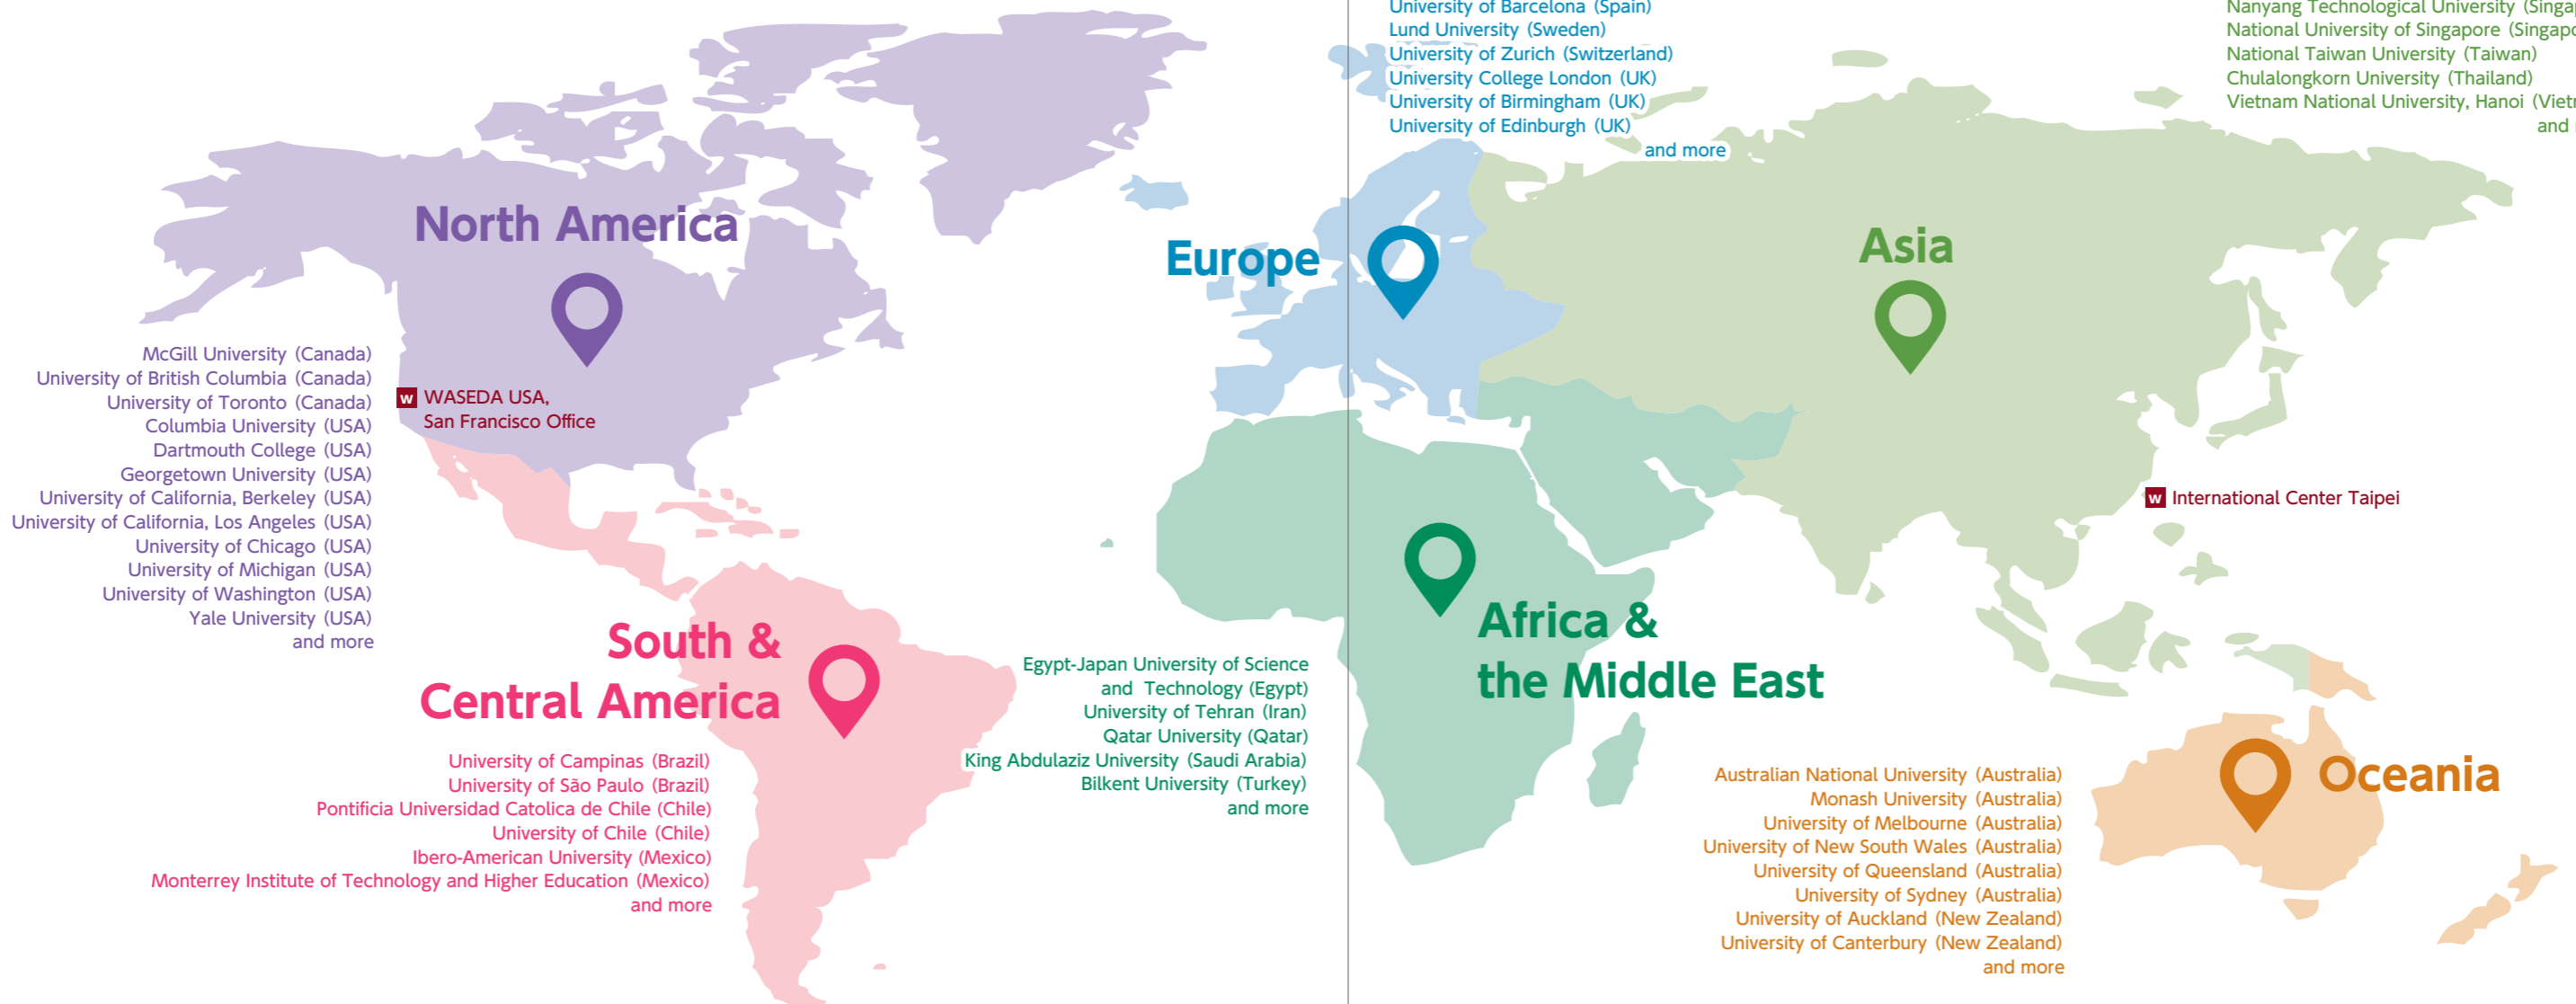 University of Barcelona (Spain)
Lund University (Sweden)
University of Zurich (Switzerland)
University College London (UK)
University of Birmingham (UK)
University of Edinburgh (UK)
and more
Nanyang Technological University
National University of Singapore
National Taiwan University (Taiwan)
Chulalongkorn University (Thailand)
Vietnam National University, Hanoi
and
North America
McGill University (Canada)
University of British Columbia (Canada)
University of Toronto (Canada)
Columbia University (USA)
Dartmouth College (USA)
Georgetown University (USA)
University of California, Berkeley (USA)
University of California, Los Angeles (USA)
University of Chicago (USA)
University of Michigan (USA)
University of Washington (USA)
Yale University (USA)
and more
W WASEDA USA,
San Francisco Office
Europe
Asia
W International Center Taipei
South &
Central America
University of Campinas (Brazil)
University of São Paulo (Brazil)
Pontificia Universidad Catolica de Chile (Chile)
University of Chile (Chile)
Ibero-American University (Mexico)
Monterrey Institute of Technology and Higher Education (Mexico)
and more
Africa &
the Middle East
Egypt-Japan University of Science
and Technology (Egypt)
University of Tehran (Iran)
Qatar University (Qatar)
King Abdulaziz University (Saudi Arabia)
Bilkent University (Turkey)
and more
Oceania
Australian National University (Australia)
Monash University (Australia)
University of Melbourne (Australia)
University of New South Wales (Australia)
University of Queensland (Australia)
University of Sydney (Australia)
University of Auckland (New Zealand)
University of Canterbury (New Zealand)
and more